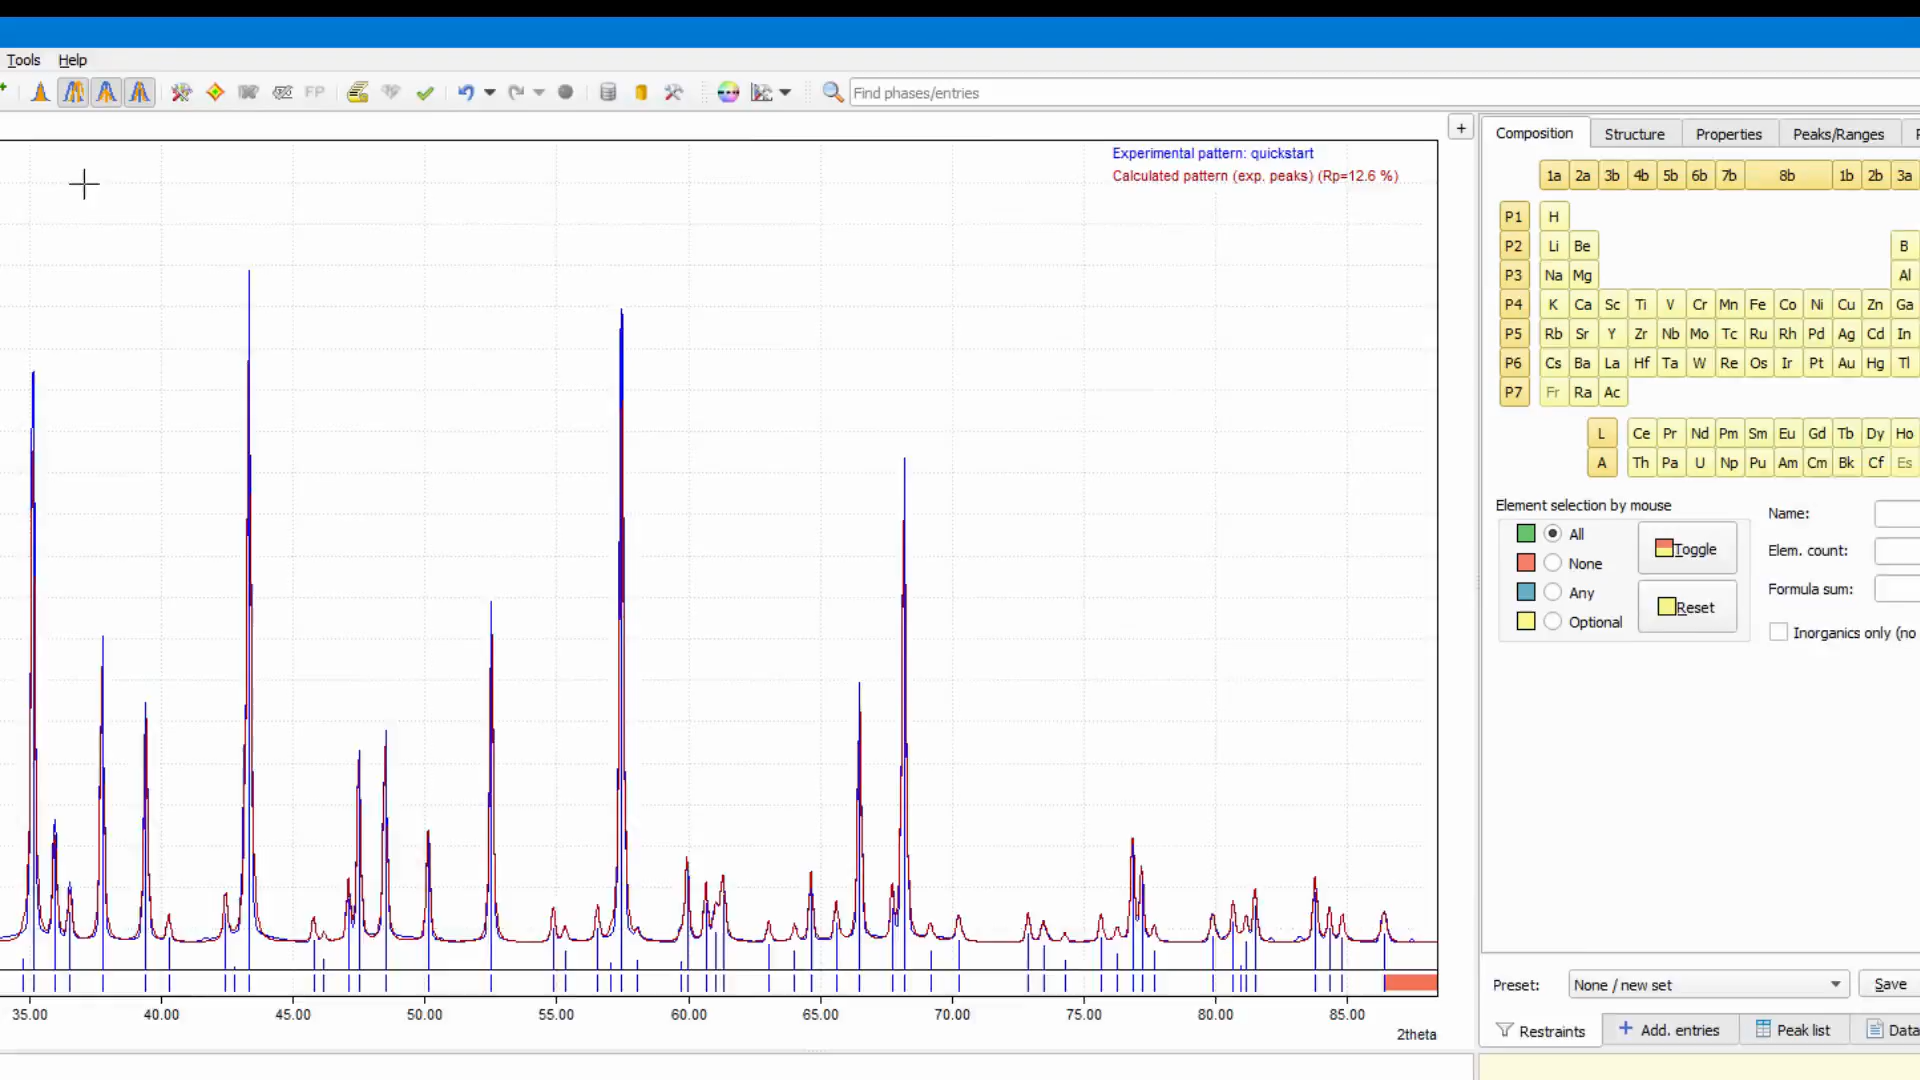 Tools Help
FP
Find phases/entries
+
Experimental pattern: quickstart
Calculated pattern (exp. peaks) (Rp=12.6 %)
35.00 40.00 45.00 50.00 55.00 60.00 65.00 70.00 75.00 80.00 85.00
2theta
Composition Structure Properties Peaks/Ranges
1a 2a 3b 4b 5b 6b 7b 8b 1b 2b 3a
P1 H
P2 Li Be B
P3 Na Mg Al
P4 K Ca Sc Ti V Cr Mn Fe Co Ni Cu Zn Ga
P5 Rb Sr Y Zr Nb Mo Tc Ru Rh Pd Ag Cd In
P6 Cs Ba La Hf Ta W Re Os Ir Pt Au Hg Tl
P7 Fr Ra Ac
L Ce Pr Nd Pm Sm Eu Gd Tb Dy Ho
A Th Pa U Np Pu Am Cm Bk Cf Es
Element selection by mouse
All
None
Any
Optional
Toggle
Reset
Name:
Elem. count:
Formula sum:
Inorganics only (no
Preset: None / new set Save
Restraints Add. entries Peak list Data